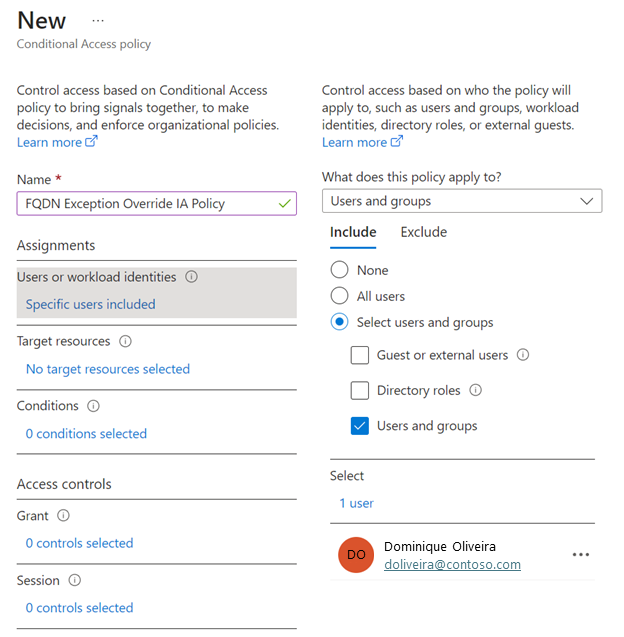 New ...
Conditional Access policy
Control access based on Conditional Access
policy to bring signals together, to make
decisions, and enforce organizational policies.
Learn more
Name *
FQDN Exception Override IA Policy
Assignments
Users or workload identities
Specific users included
Target resources
No target resources selected
Conditions
0 conditions selected
Access controls
Grant
0 controls selected
Session
0 controls selected
Control access based on who the policy will
apply to, such as users and groups, workload
identities, directory roles, or external guests.
Learn more
What does this policy apply to?
Users and groups
Include Exclude
None
All users
Select users and groups
Guest or external users
Directory roles
Users and groups
Select
1 user
DO
Dominique Oliveira
doliveira@contoso.com